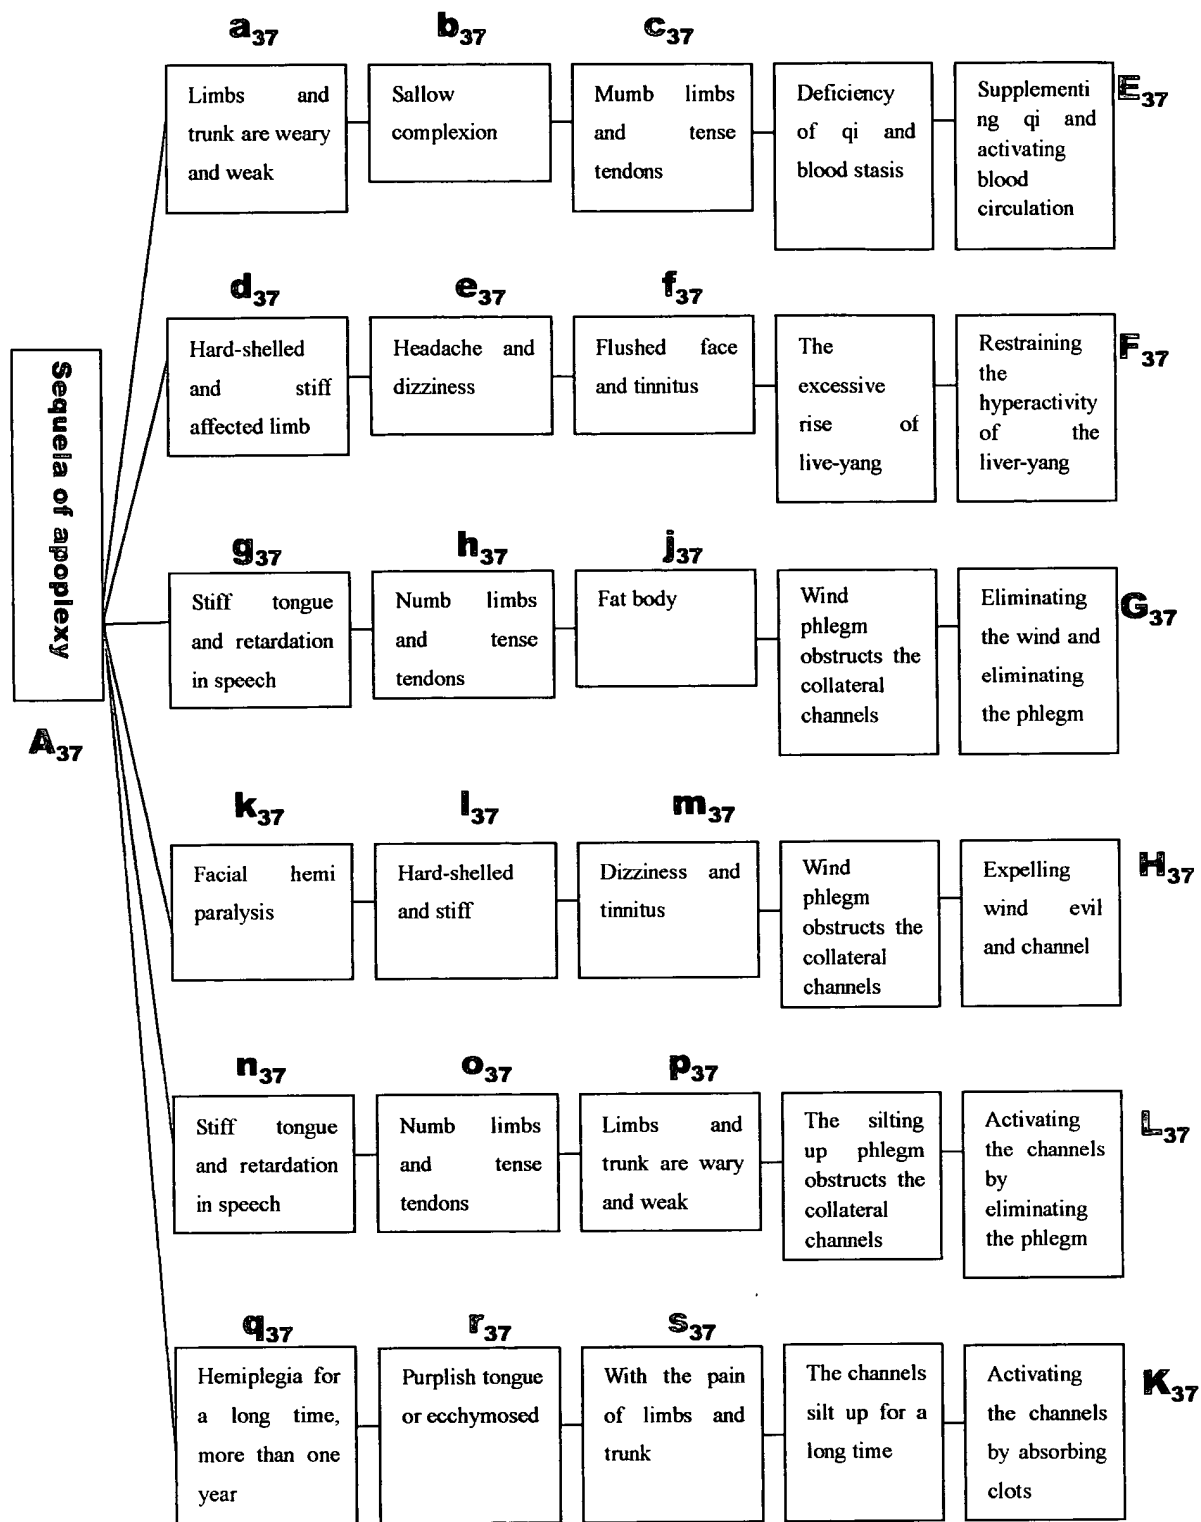 a37 b37 c37
Limbs and
trunk are weary
and weak
Sallow
complexion
Mumb limbs
and tense
tendons
Deficiency
of qi and
blood stasis
Supplementi
ng qi and
activating
blood
circulation
E37
d37 e37 f37
Hard-shelled
and stiff
affected limb
Headache and
dizziness
Flushed face
and tinnitus
The
excessive
rise of
live-yang
Restraining
the
hyperactivity
of the
liver-yang
F37
Sequela of apoplexy
A37
g37 h37 j37
Stiff tongue
and retardation
in speech
Numb limbs
and tense
tendons
Fat body
Wind
phlegm
obstructs the
collateral
channels
Eliminating
the wind and
eliminating
the phlegm
G37
k37 l37 m37
Facial hemi
paralysis
Hard-shelled
and stiff
Dizziness and
tinnitus
Wind
phlegm
obstructs the
collateral
channels
Expelling
wind evil
and channel
H37
n37 o37 p37
Stiff tongue
and retardation
in speech
Numb limbs
and tense
tendons
Limbs and
trunk are wary
and weak
The silting
up phlegm
obstructs the
collateral
channels
Activating
the channels
by
eliminating
the phlegm
L37
q37 r37 s37
Hemiplegia for
a long time,
more than one
year
Purplish tongue
or ecchymosed
With the pain
of limbs and
trunk
The channels
silt up for a
long time
Activating
the channels
by absorbing
clots
K37